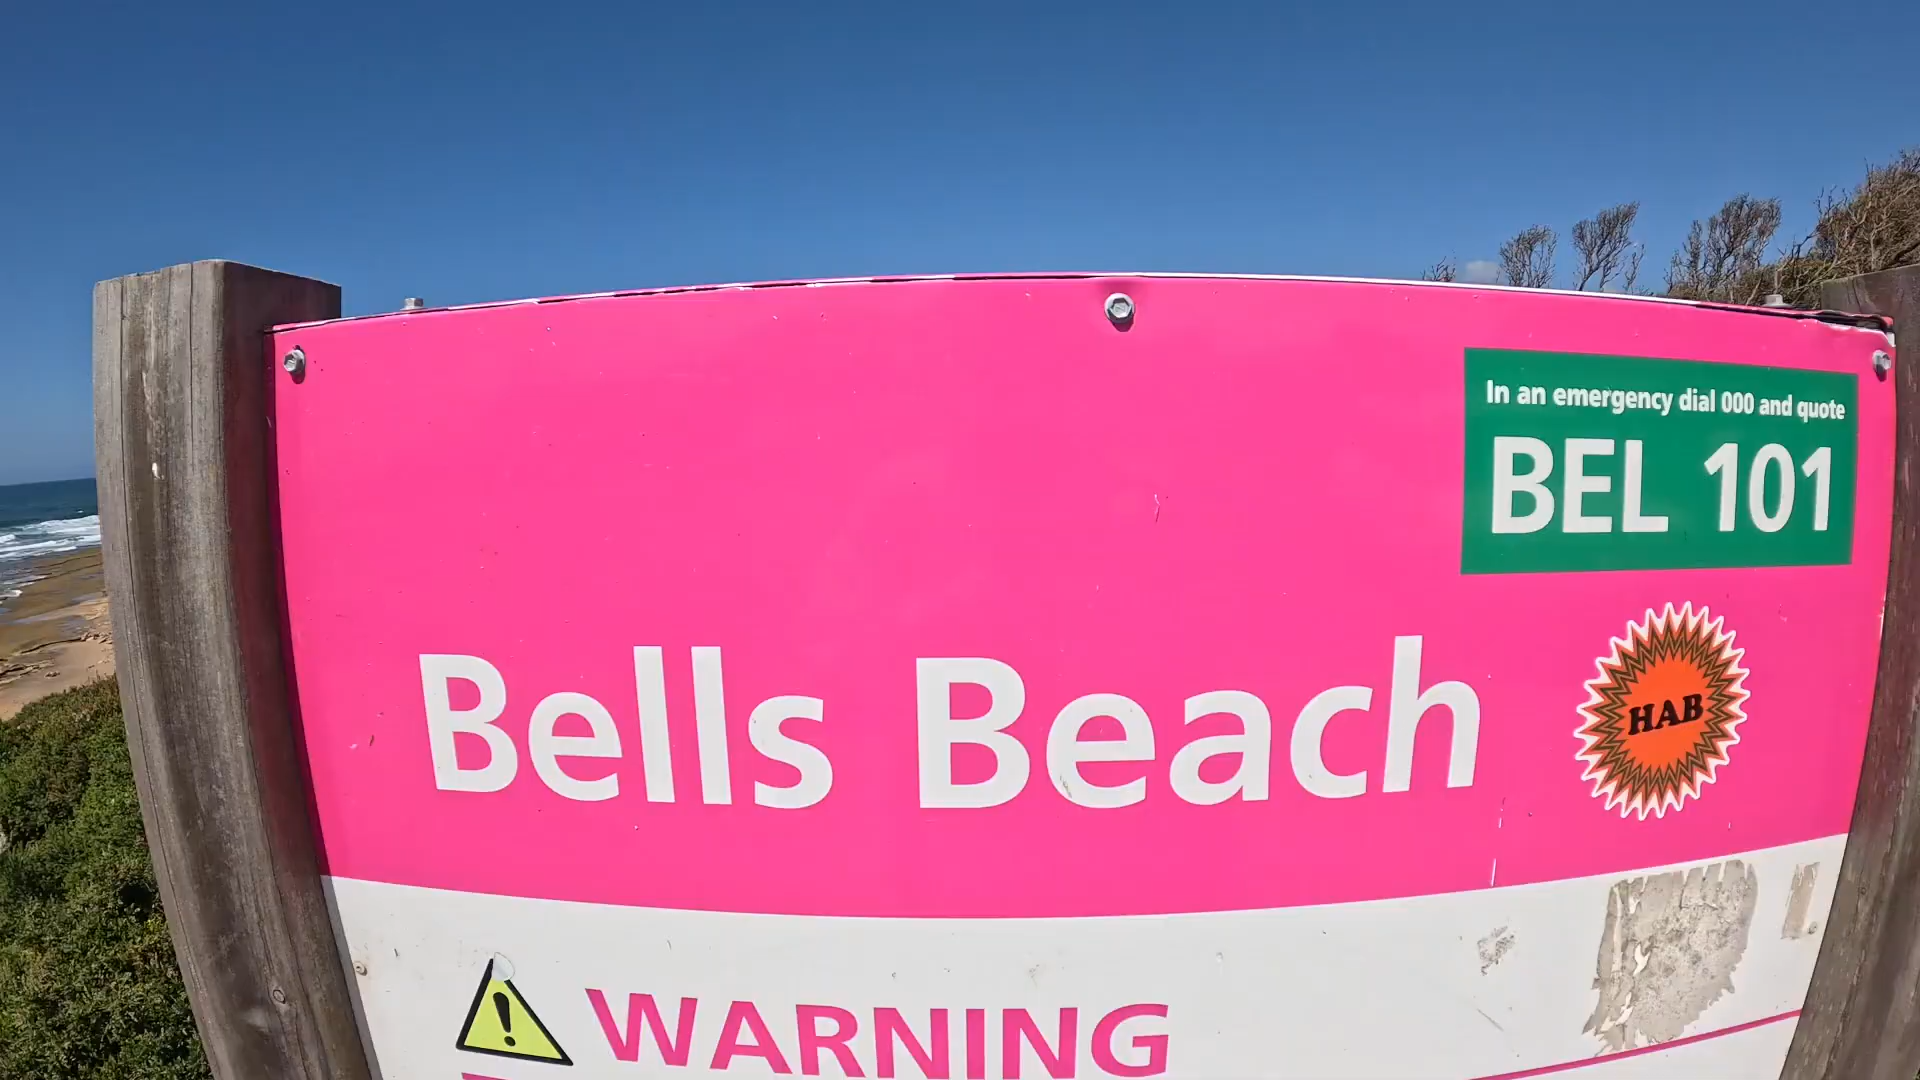 In an emergency dial 000 and quote
BEL 101
Bells Beach
HAB
WARNING